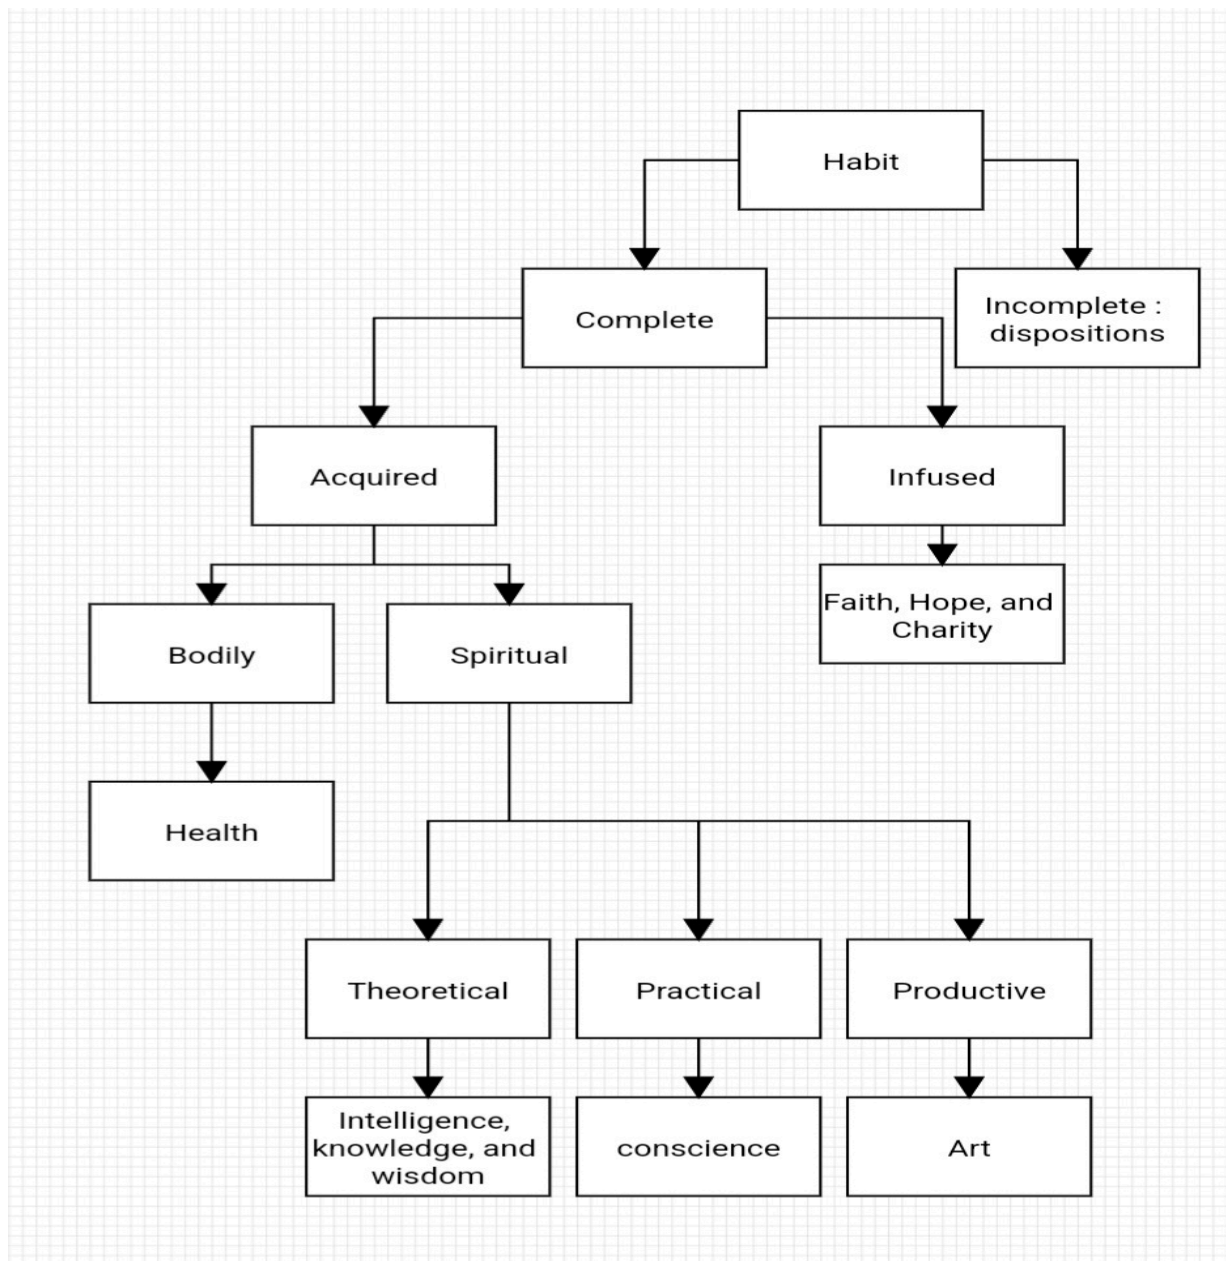 Habit
Complete
Incomplete :
dispositions
Acquired
Infused
Faith, Hope, and
Charity
Bodily
Spiritual
Health
Theoretical
Practical
Productive
Intelligence,
knowledge, and
wisdom
conscience
Art